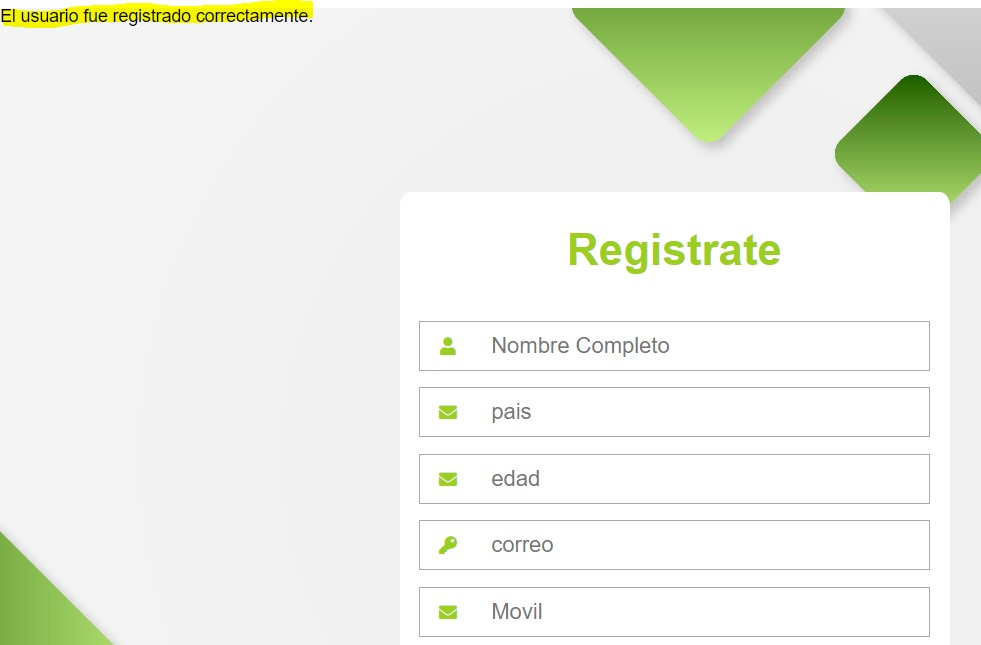 El usuario fue registrado correctamente.
Registrate
Nombre Completo
pais
edad
correo
Movil